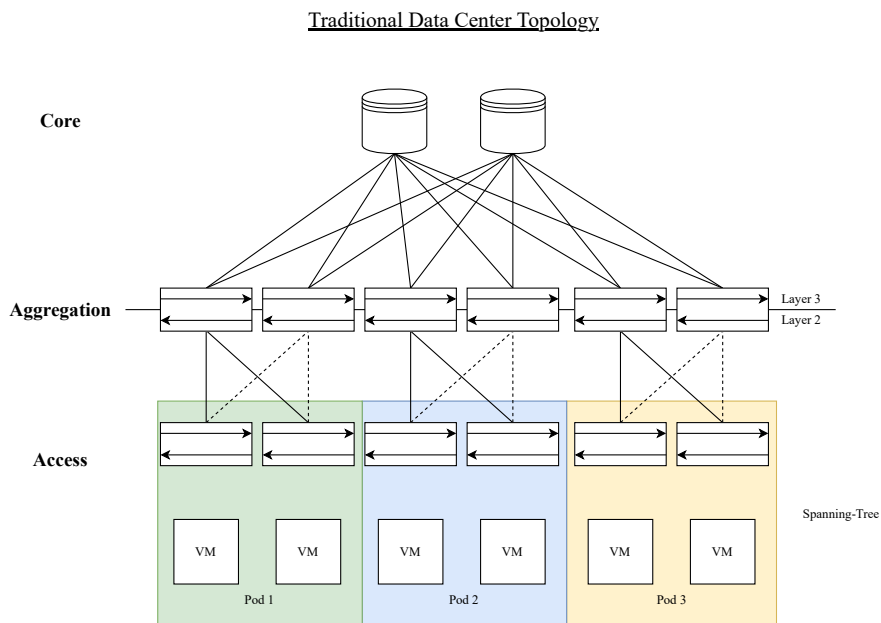 Traditional Data Center Topology
Core
Aggregation
Layer 3
Layer 2
Access
Spanning-Tree
VM VM VM VM VM VM
Pod 1 Pod 2 Pod 3